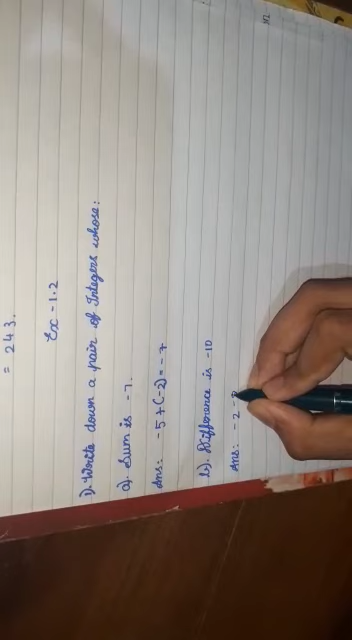 = 243.
Ex - 1.2
1). Write down a pair of Integers whose:
a). Sum is -7.
Ans: -5+(-2) = -7
b). Difference is -10
Ans: -2 -